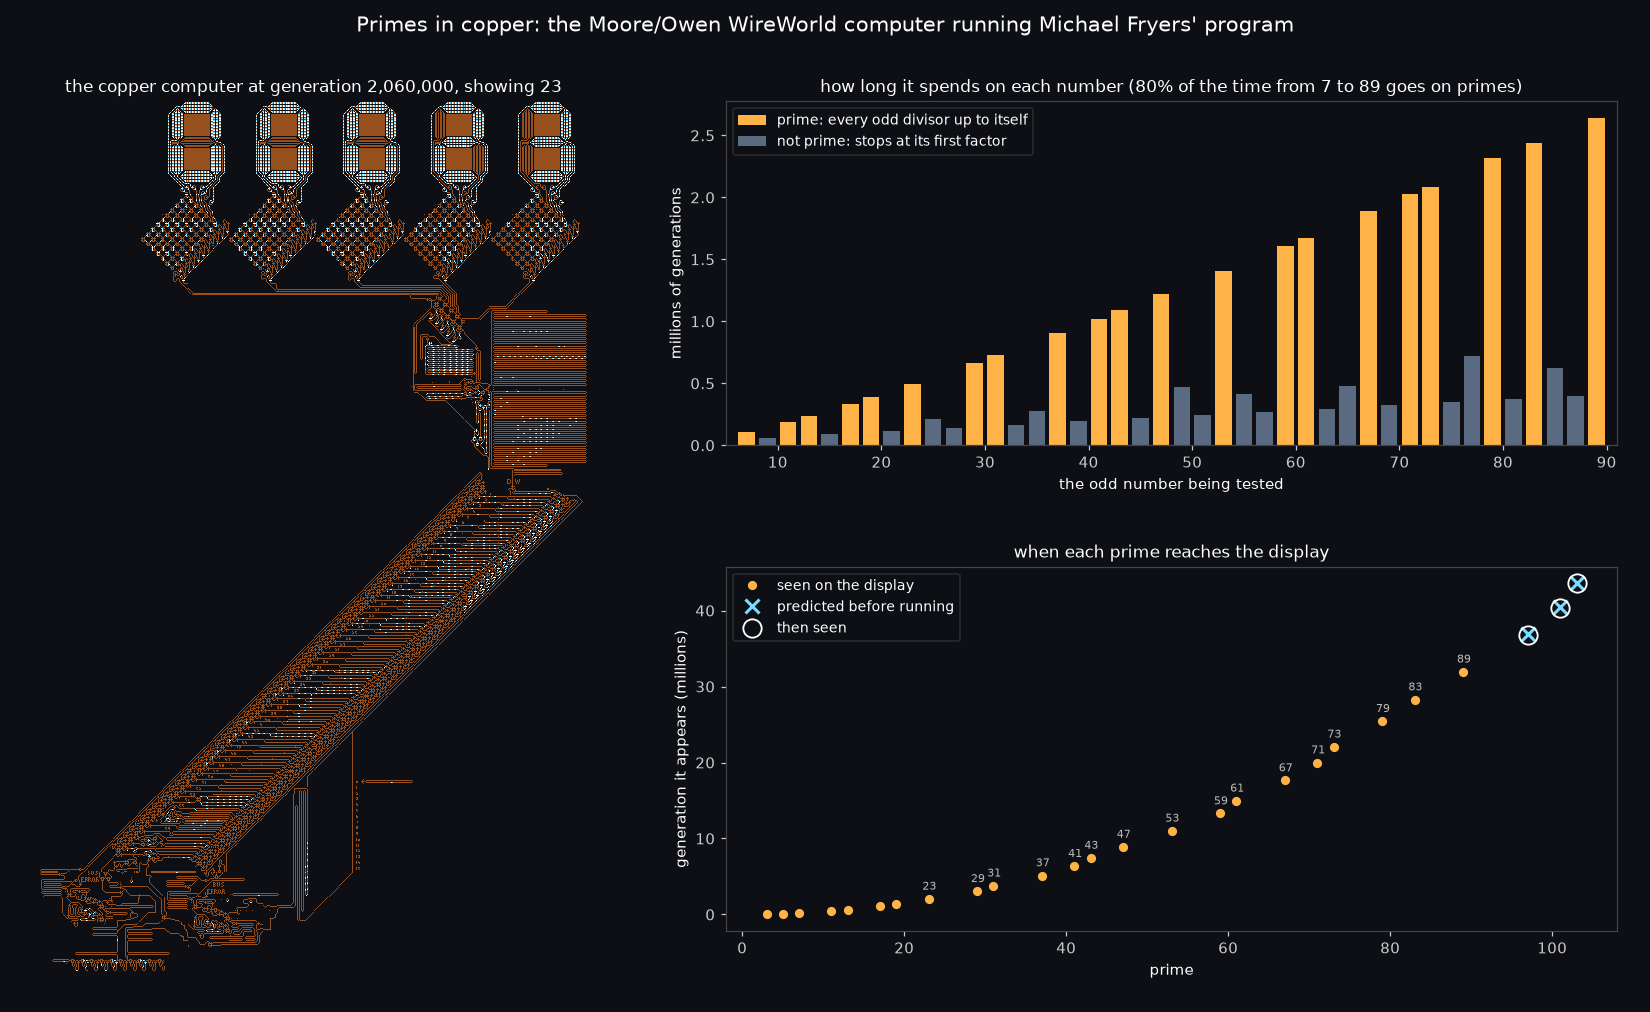 Primes in copper: the Moore/Owen WireWorld computer running Michael Fryers' program
the copper computer at generation 2,060,000, showing 23
D W
BUS
ERROR
BUS
ERROR
how long it spends on each number (80% of the time from 7 to 89 goes on primes)
prime: every odd divisor up to itself
not prime: stops at its first factor
millions of generations
2.5
2.0
1.5
1.0
0.5
0.0
10 20 30 40 50 60 70 80 90
the odd number being tested
when each prime reaches the display
seen on the display
predicted before running
then seen
generation it appears (millions)
40
30
20
10
0
23
29
31
37
41
43
47
53
59
61
67
71
73
79
83
89
0 20 40 60 80 100
prime